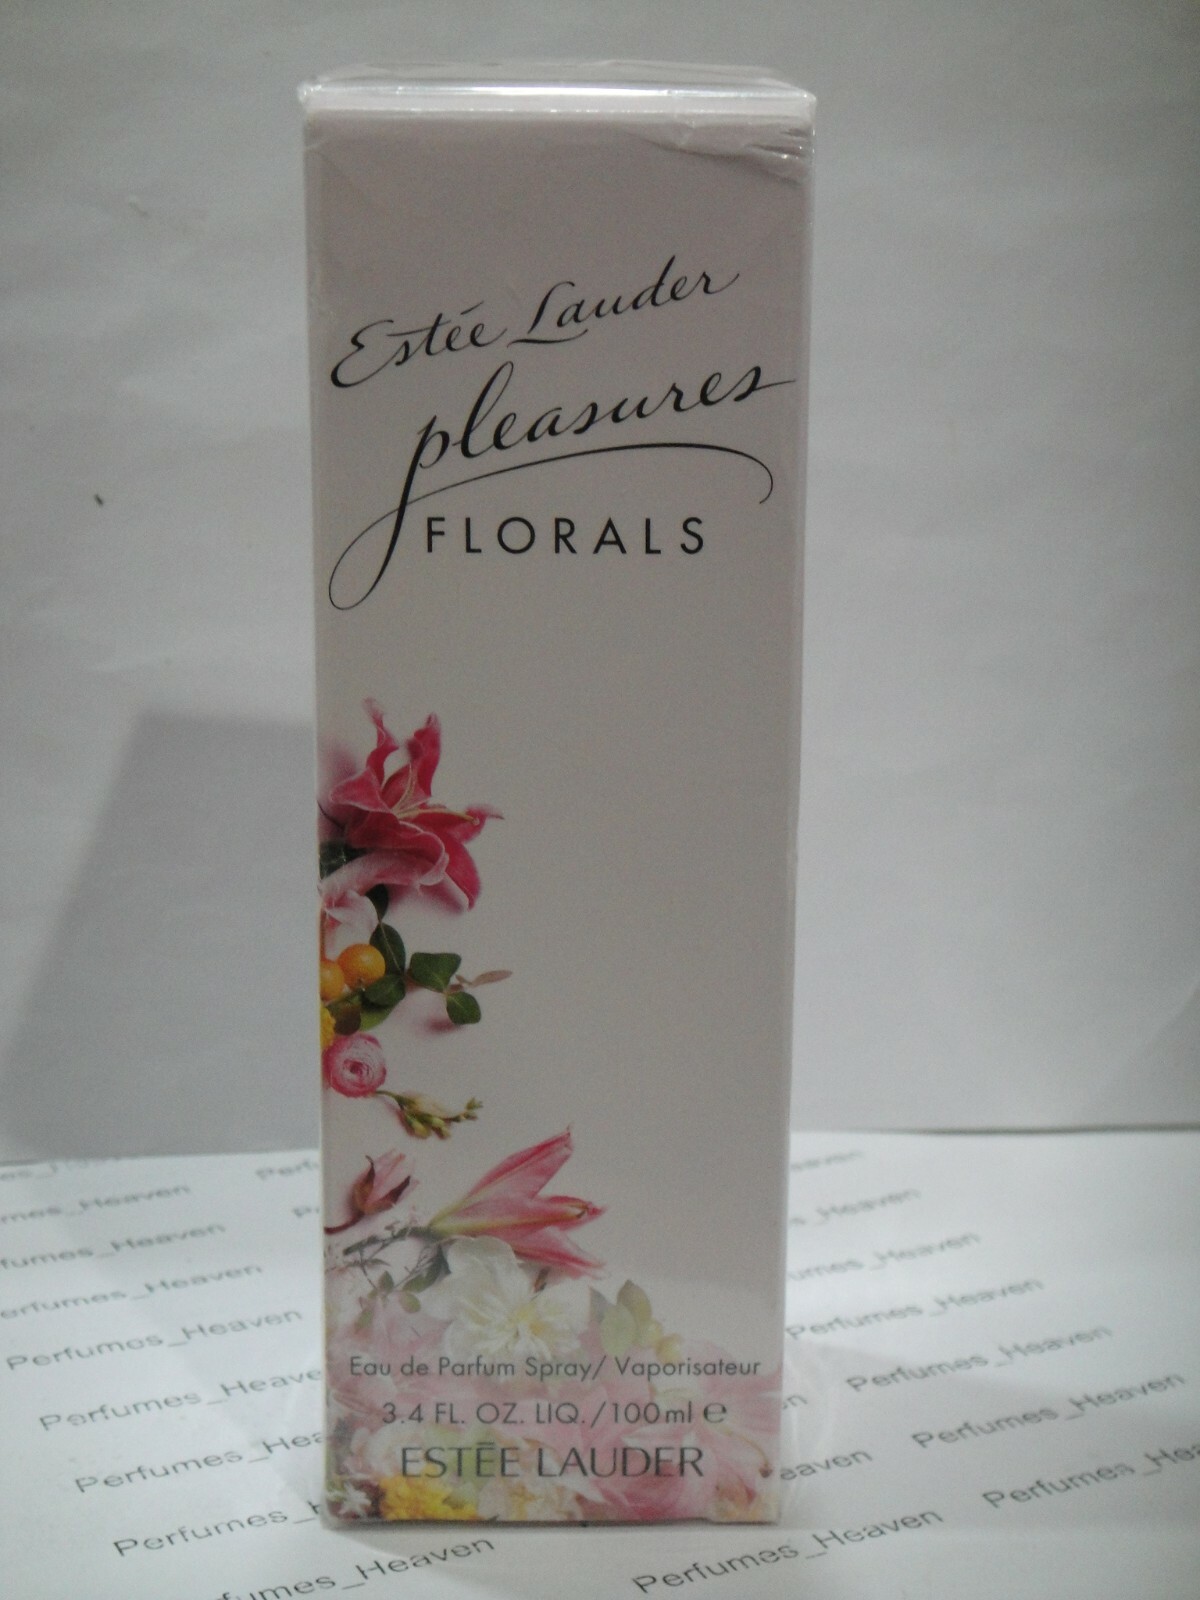 Estée Lauder
pleasures
FLORALS
Eau de Parfum Spray/ Vaporisateur
3.4 FL. OZ. LIQ./100ml ℮
ESTĒE LAUDER
Perfumes_Heaven
Perfumes_Heaven
Perfumes_Heaven
Perfumes_Heaven
Perfumes_Heaven
Perfumes_Heaven
Perfumes_Heaven